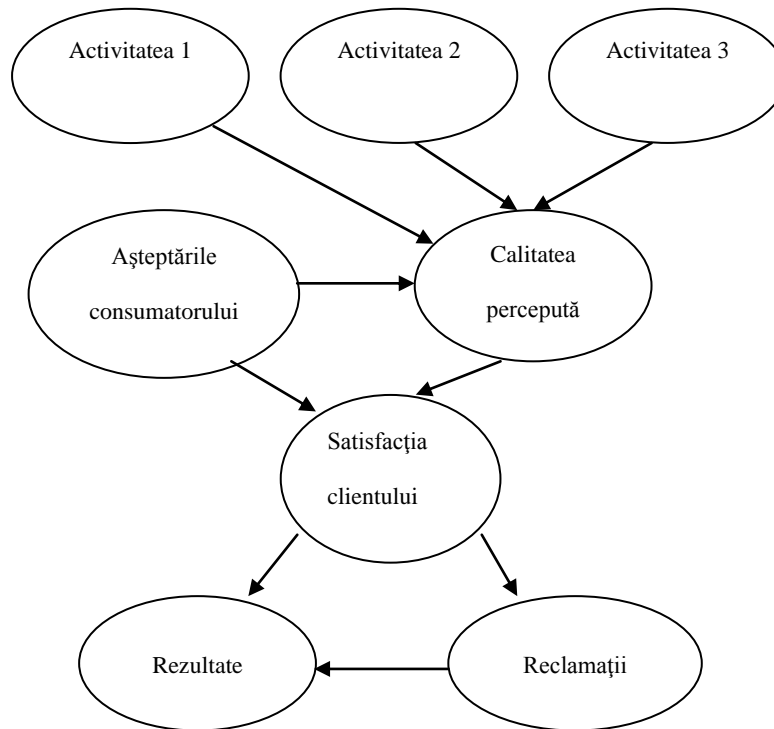 Activitatea 1
Activitatea 2
Activitatea 3
Aşteptările
consumatorului
Calitatea
percepută
Satisfacţia
clientului
Rezultate
Reclamaţii